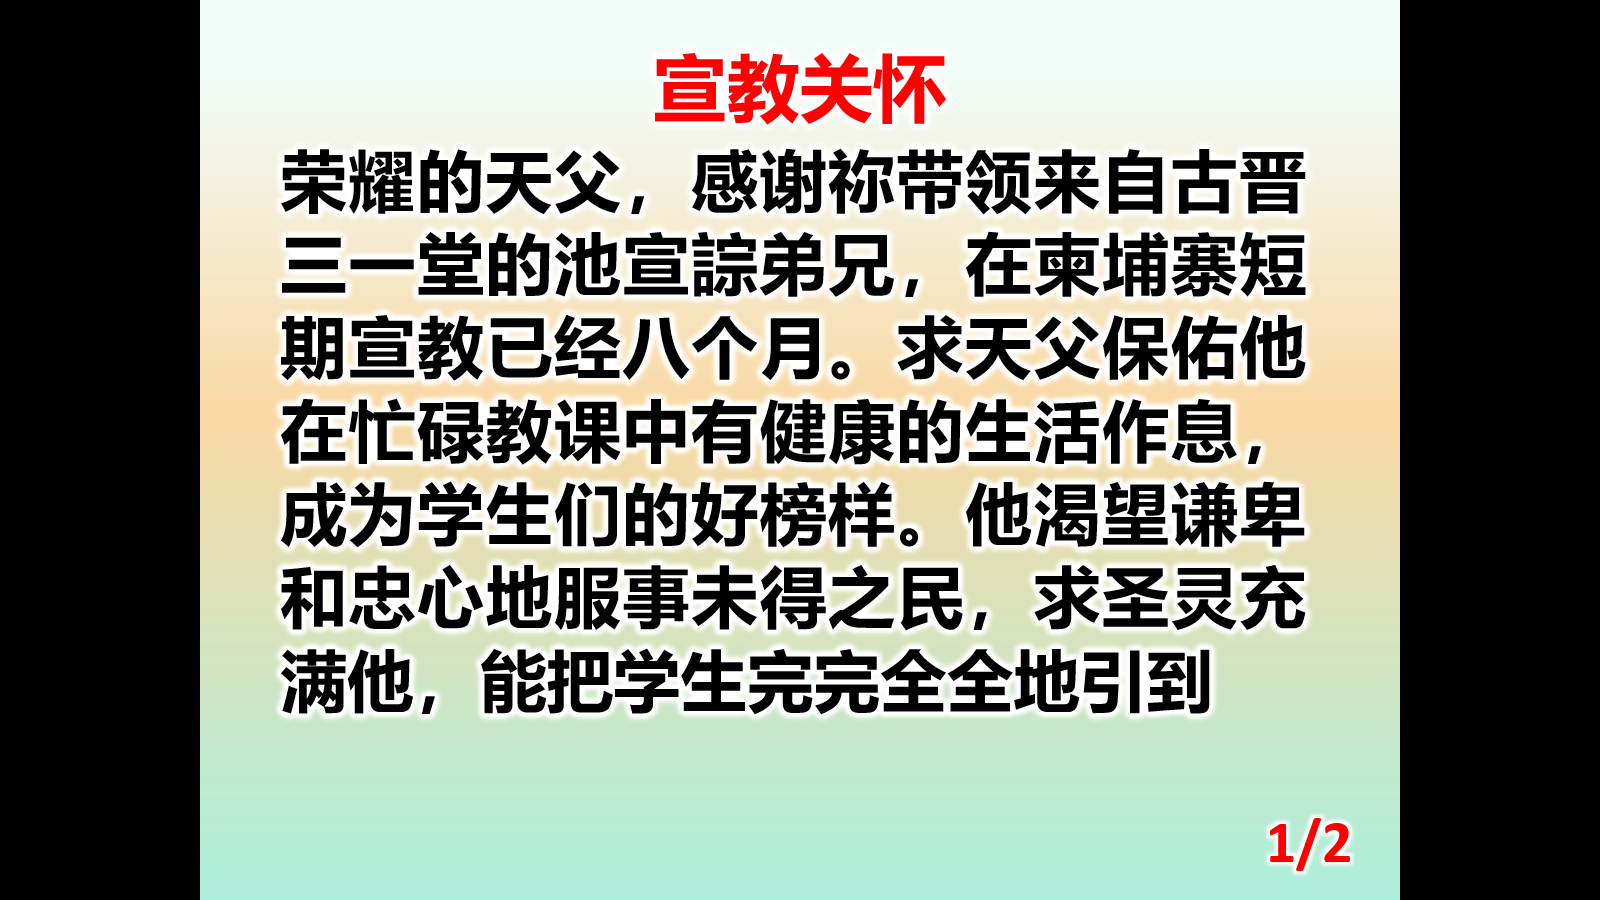 宣教关怀
荣耀的天父，感谢祢带领来自古晋
三一堂的池宣誴弟兄，在柬埔寨短
期宣教已经八个月。求天父保佑他
在忙碌教课中有健康的生活作息，
成为学生们的好榜样。他渴望谦卑
和忠心地服事未得之民，求圣灵充
满他，能把学生完完全全地引到
1/2